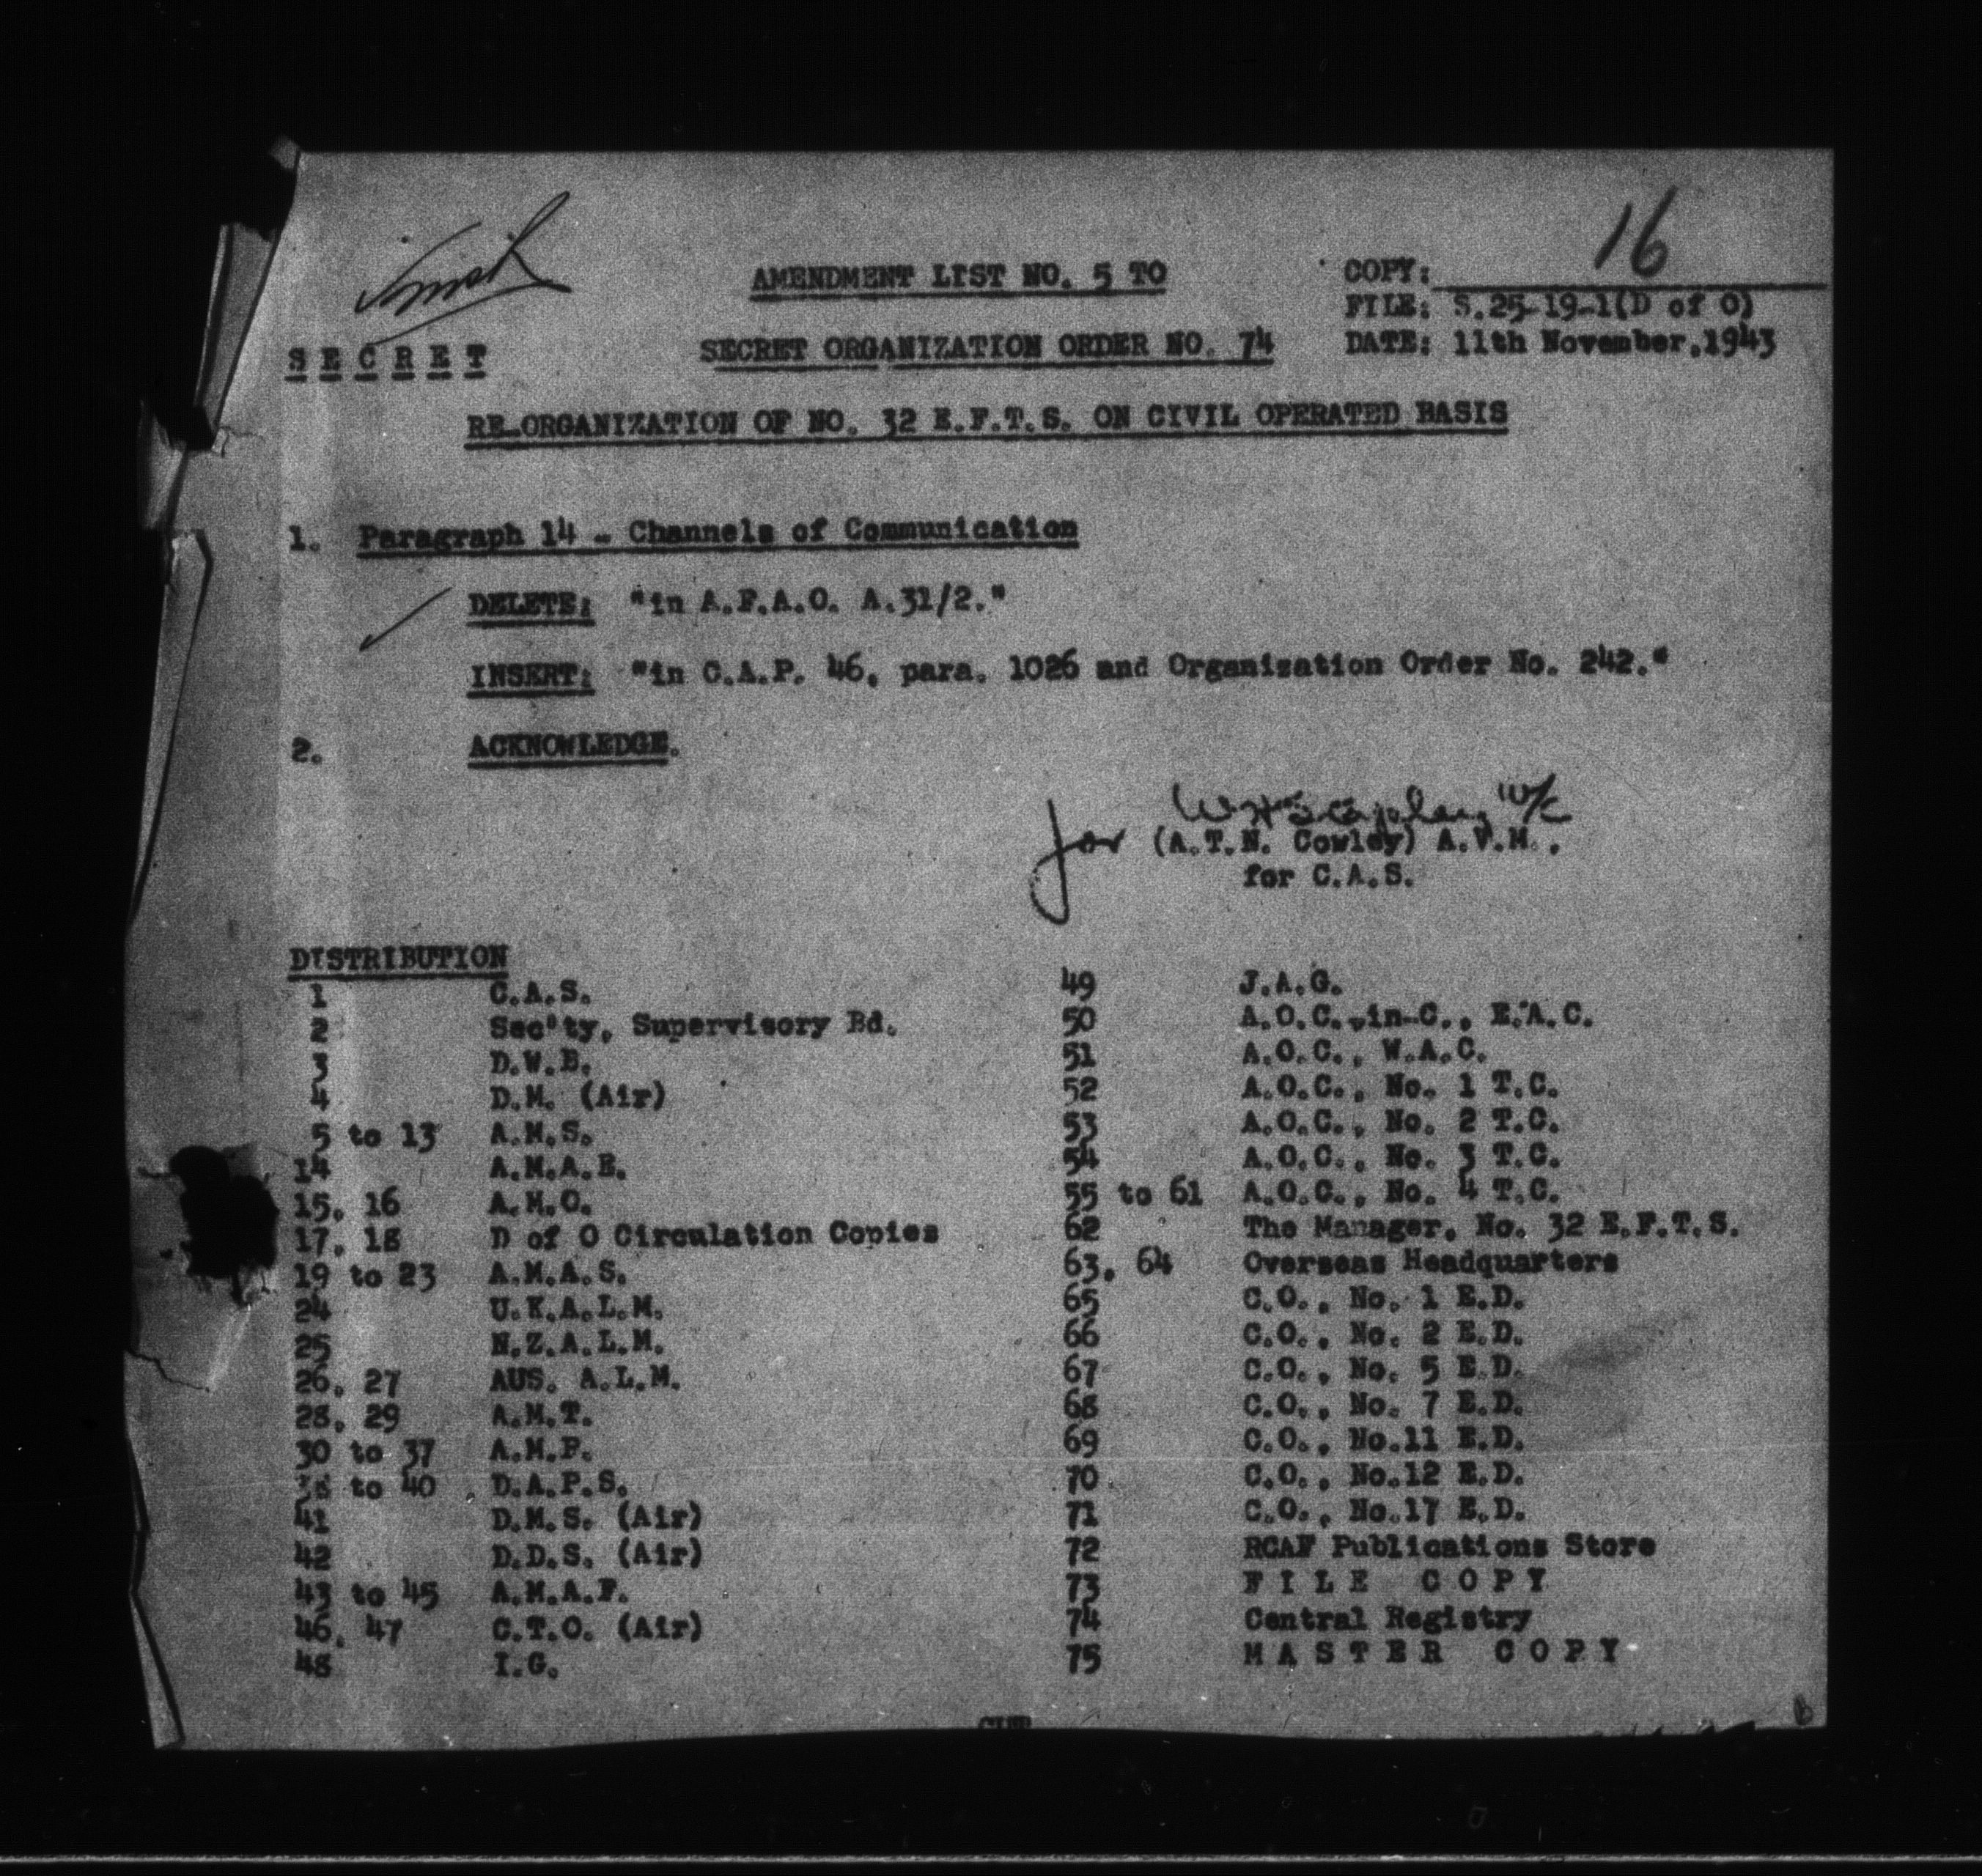 16
AMENDMENT LIST NO. 5 TO
COPY:
FILE: S.25-19-1(D of O)
SECRET ORGANIZATION ORDER NO. 74
DATE: 11th November,1943
S E C R E T
RE-ORGANIZATION OF NO. 32 E.F.T.S. ON CIVIL OPERATED BASIS
1. Paragraph 14 - Channels of Communication
DELETE: "in A.F.A.O. A.31/2."
INSERT: "in C.A.P. 46, para. 1026 and Organization Order No. 242."
2. ACKNOWLEDGE.
W/C
for (A.T.N. Cowley) A.V.M.,
for C.A.S.
DISTRIBUTION
1 C.A.S.
2 Sec'ty, Supervisory Bd.
3 D.W.B.
4 D.M. (Air)
5 to 13 A.M.S.
14 A.M.A.E.
15, 16 A.M.O.
17, 18 D of O Circulation Copies
19 to 23 A.M.A.S.
24 U.K.A.L.M.
25 N.Z.A.L.M.
26, 27 AUS. A.L.M.
28, 29 A.M.T.
30 to 37 A.M.P.
38 to 40 D.A.P.S.
41 D.M.S. (Air)
42 D.D.S. (Air)
43 to 45 A.M.A.F.
46, 47 C.T.O. (Air)
48 I.G.
49 J.A.G.
50 A.O.C.-in-C., E.A.C.
51 A.O.C., W.A.C.
52 A.O.C., No. 1 T.C.
53 A.O.C., No. 2 T.C.
54 A.O.C., No. 3 T.C.
55 to 61 A.O.C., No. 4 T.C.
62 The Manager, No. 32 E.F.T.S.
63, 64 Overseas Headquarters
65 C.O., No. 1 E.D.
66 C.O., No. 2 E.D.
67 C.O., No. 5 E.D.
68 C.O., No. 7 E.D.
69 C.O., No.11 E.D.
70 C.O., No.12 E.D.
71 C.O., No.17 E.D.
72 RCAF Publications Store
73 F I L E  C O P Y
74 Central Registry
75 M A S T E R  C O P Y